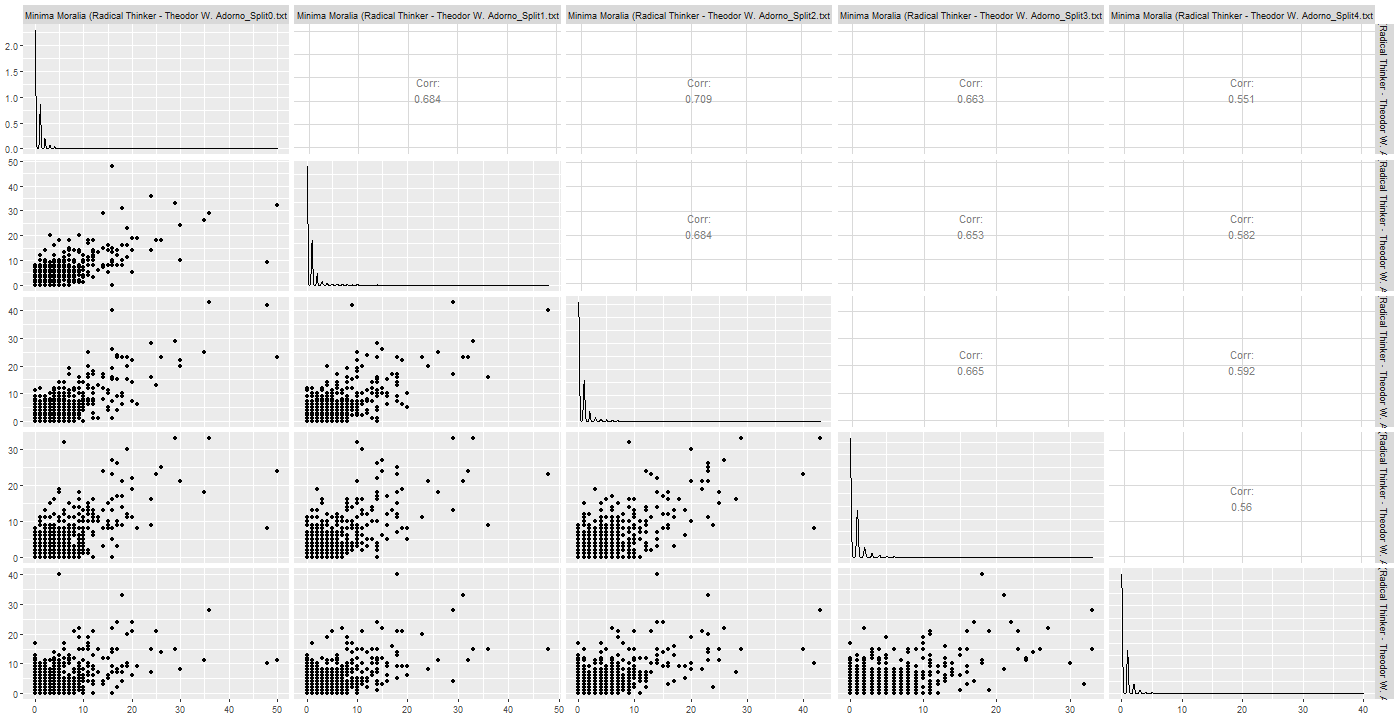 Minima Moralia (Radical Thinker - Theodor W. Adorno_Split0.txt
Minima Moralia (Radical Thinker - Theodor W. Adorno_Split1.txt
Minima Moralia (Radical Thinker - Theodor W. Adorno_Split2.txt
Minima Moralia (Radical Thinker - Theodor W. Adorno_Split3.txt
Minima Moralia (Radical Thinker - Theodor W. Adorno_Split4.txt
2.0
1.5
1.0
0.5
0.0
Corr:
0.684
Corr:
0.709
Corr:
0.663
Corr:
0.551
Radical Thinker - Theodor W.
50
40
30
20
10
0
Corr:
0.684
Corr:
0.653
Corr:
0.582
Radical Thinker - Theodor W.
40
30
20
10
0
Corr:
0.665
Corr:
0.592
Radical Thinker - Theodor W.
30
20
10
0
Corr:
0.56
Radical Thinker - Theodor W.
40
30
20
10
0
Radical Thinker - Theodor W.
0 10 20 30 40 50
0 10 20 30 40 50
0 10 20 30 40
0 10 20 30
0 10 20 30 40